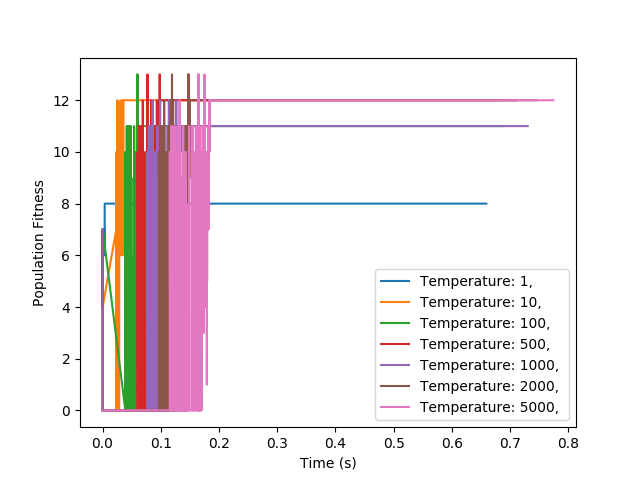 12
10
8
6
4
2
0
Population Fitness
0.0 0.1 0.2 0.3 0.4 0.5 0.6 0.7 0.8
Time (s)
Temperature: 1,
Temperature: 10,
Temperature: 100,
Temperature: 500,
Temperature: 1000,
Temperature: 2000,
Temperature: 5000,